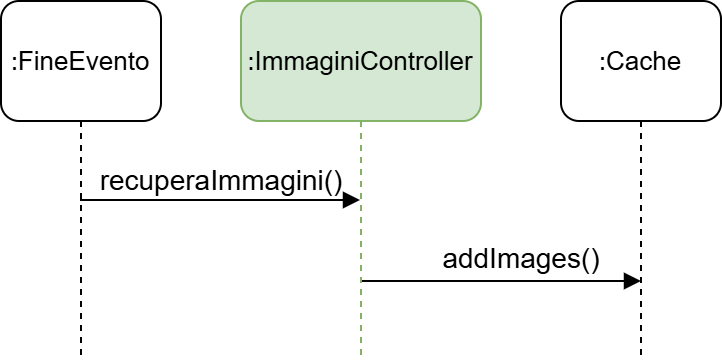 :FineEvento
:ImmaginiController
:Cache
recuperaImmagini()
addImages()